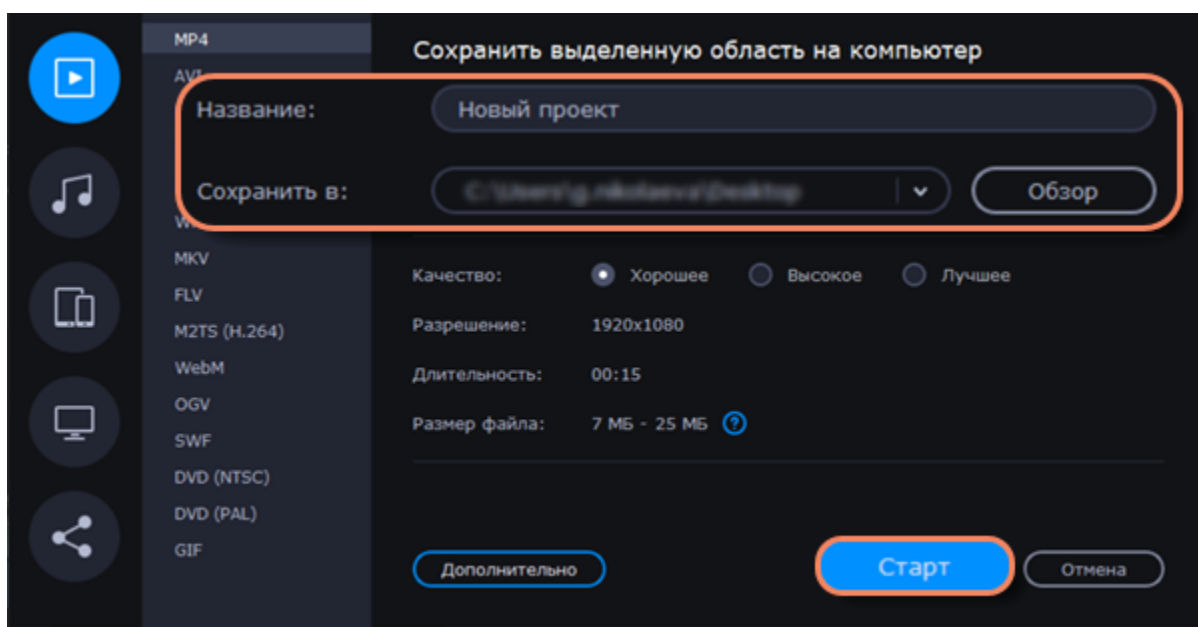 MP4
AVI
WMV
MKV
FLV
M2TS (H.264)
WebM
OGV
SWF
DVD (NTSC)
DVD (PAL)
GIF
Сохранить выделенную область на компьютер
Название: Новый проект
Сохранить в: Обзор
Качество: Хорошее Высокое Лучшее
Разрешение: 1920x1080
Длительность: 00:15
Размер файла: 7 МБ - 25 МБ ?
Дополнительно Старт Отмена